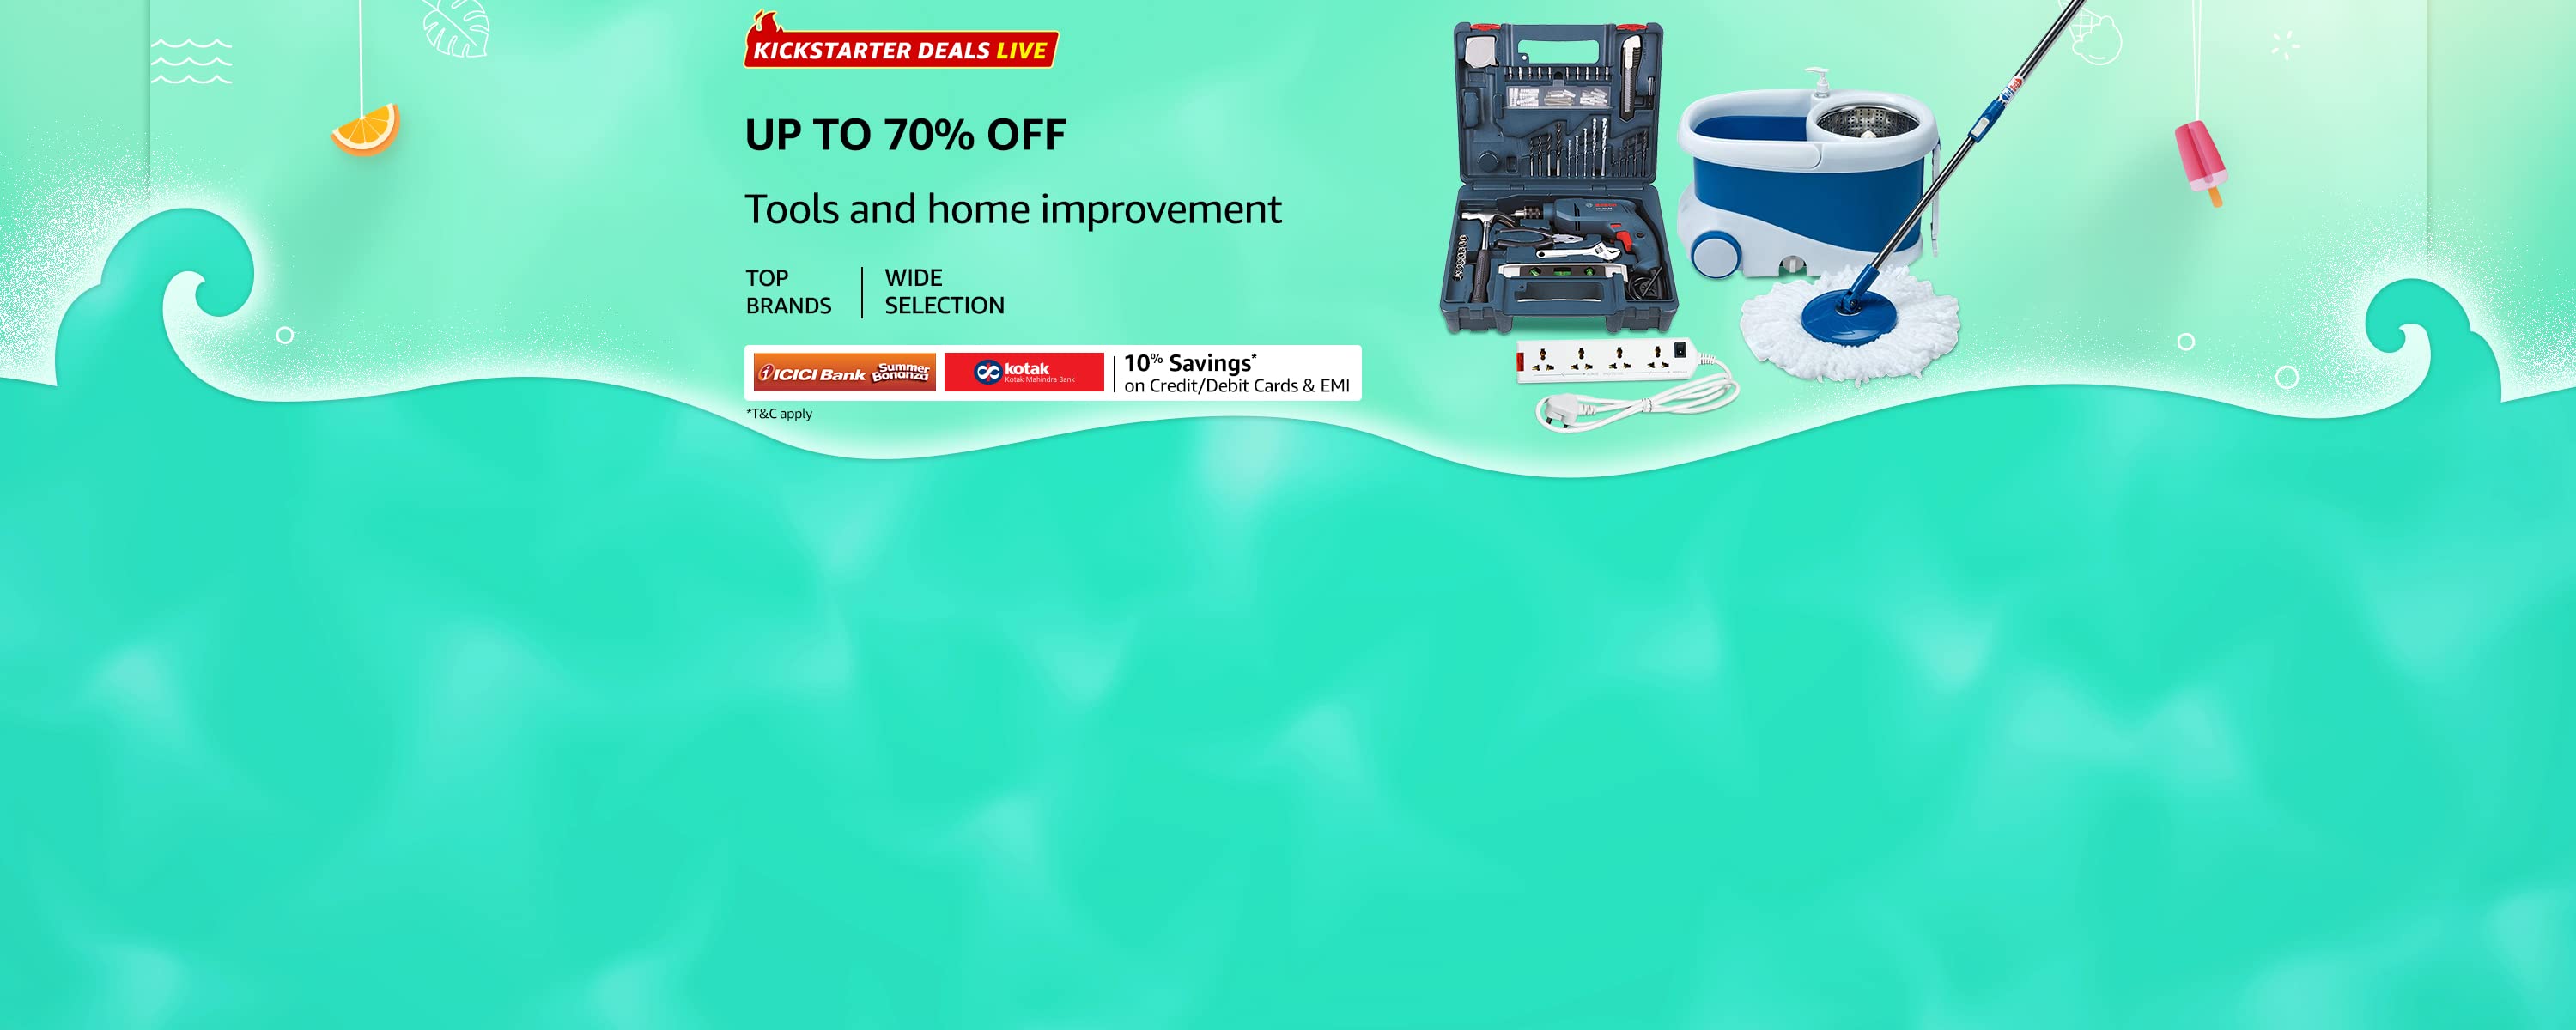 KICKSTARTER DEALS LIVE
UP TO 70% OFF
Tools and home improvement
TOP
BRANDS
WIDE
SELECTION
ICICI Bank Summer
Bonanza
kotak
Kotak Mahindra Bank
10% Savings*
on Credit/Debit Cards & EMI
*T&C apply